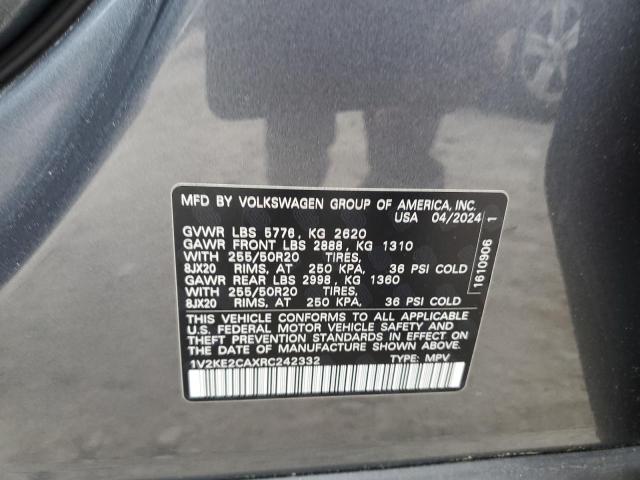 MFD BY VOLKSWAGEN GROUP OF AMERICA, INC.
USA 04/2024
GVWR LBS 5776, KG 2620
GAWR FRONT LBS 2888, KG 1310
WITH 255/50R20 TIRES,
8JX20 RIMS, AT 250 KPA, 36 PSI COLD
GAWR REAR LBS 2998, KG 1360
WITH 255/50R20 TIRES,
8JX20 RIMS, AT 250 KPA, 36 PSI COLD
THIS VEHICLE CONFORMS TO ALL APPLICABLE
U.S. FEDERAL MOTOR VEHICLE SAFETY AND
THEFT PREVENTION STANDARDS IN EFFECT ON
THE DATE OF MANUFACTURE SHOWN ABOVE.
1V2KE2CAXRC242332 TYPE: MPV
1610906 1